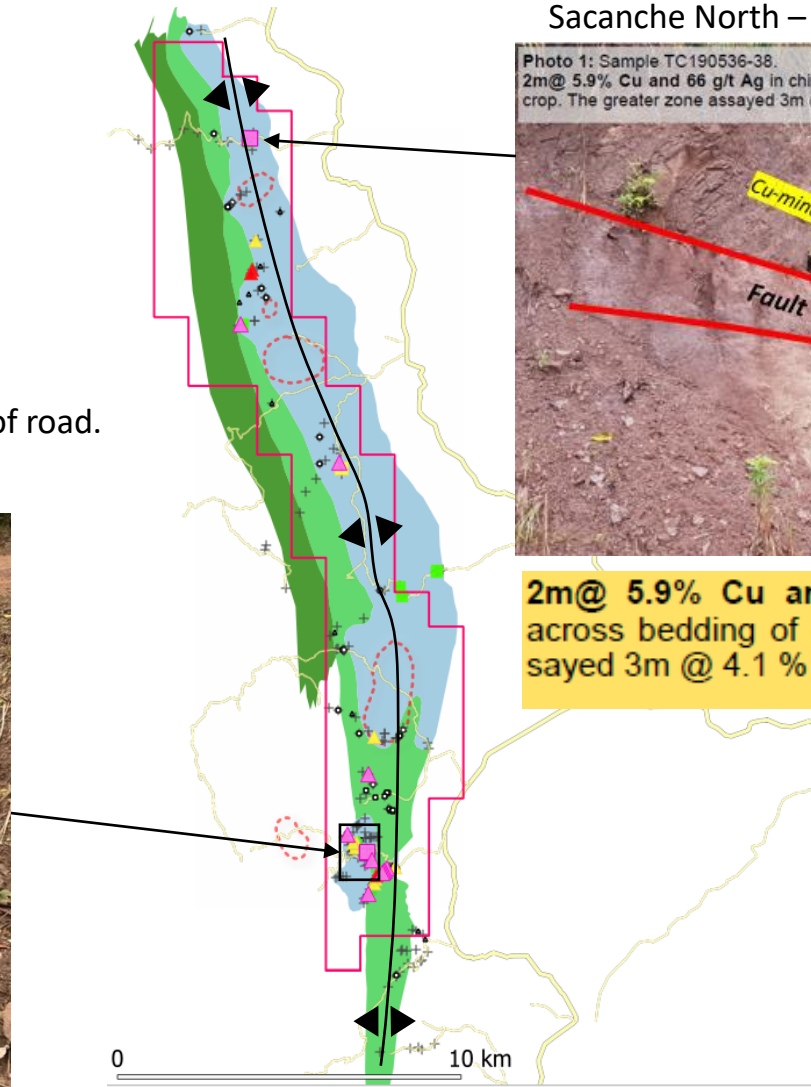 Sacanche North –
Photo 1: Sample TC190536-38.
2m@ 5.9% Cu and 66 g/t Ag in
crop. The greater zone assayed 3m
Fault
of road.
2m@ 5.9% Cu
across bedding of
sayed 3m @ 4.1 %
0 10 km